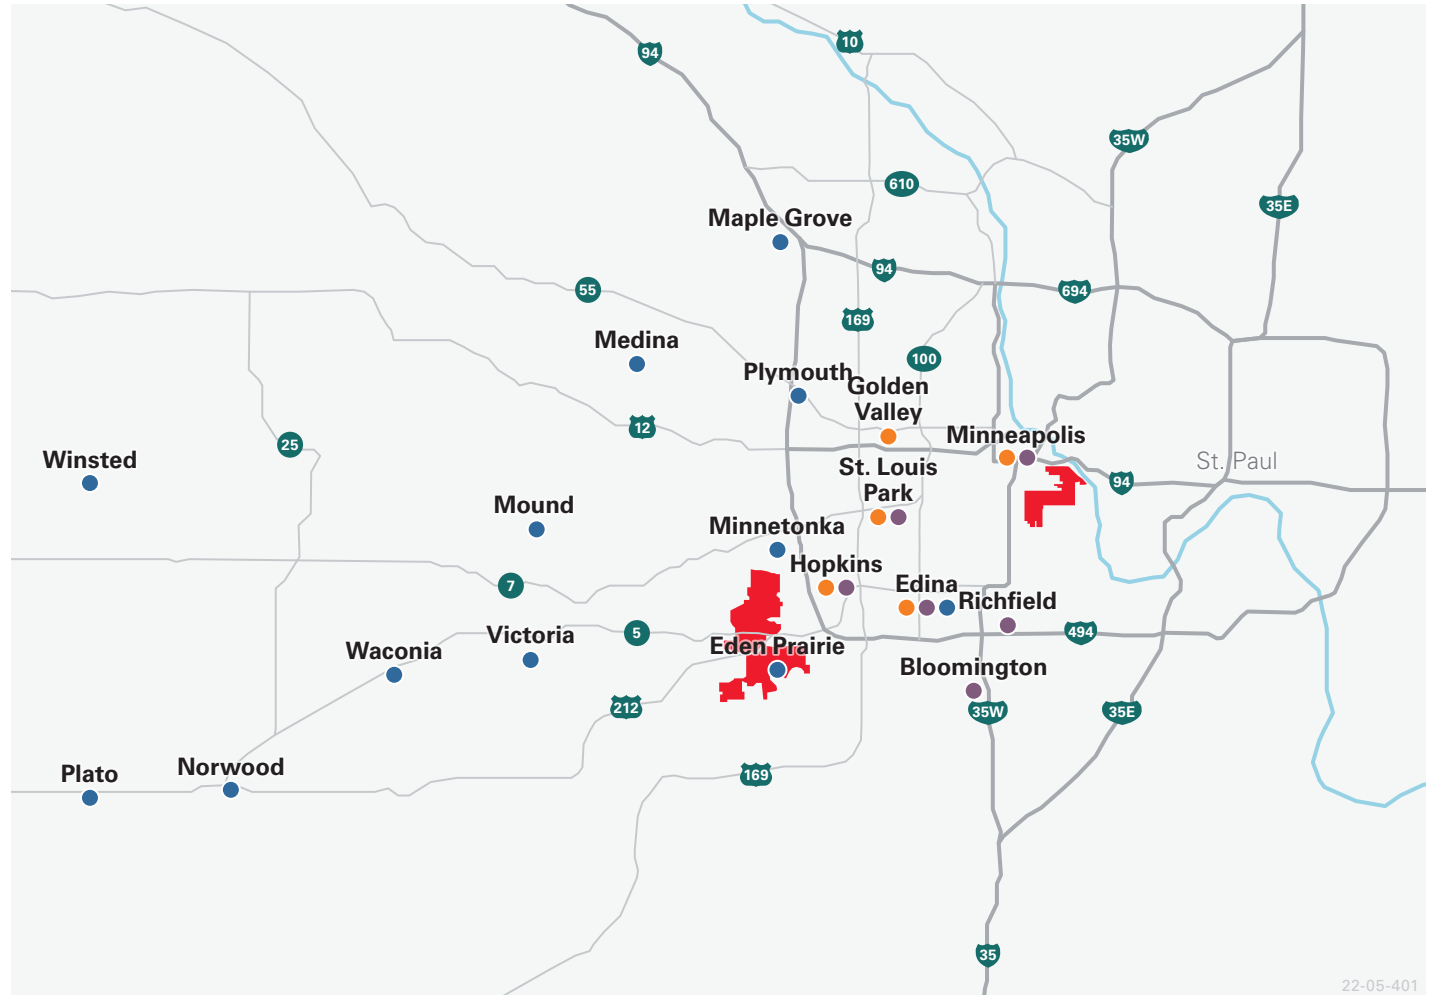 10
94
35W
610
35E
Maple Grove
94
55
694
169
Medina
100
Plymouth
Golden
Valley
12
25
Minneapolis
Winsted
St. Louis
Park
St. Paul
94
Mound
Minnetonka
Hopkins
7
Edina
Richfield
5
494
Victoria
Eden Prairie
Waconia
Bloomington
212
35W
35E
Plato
Norwood
169
35
22-05-401